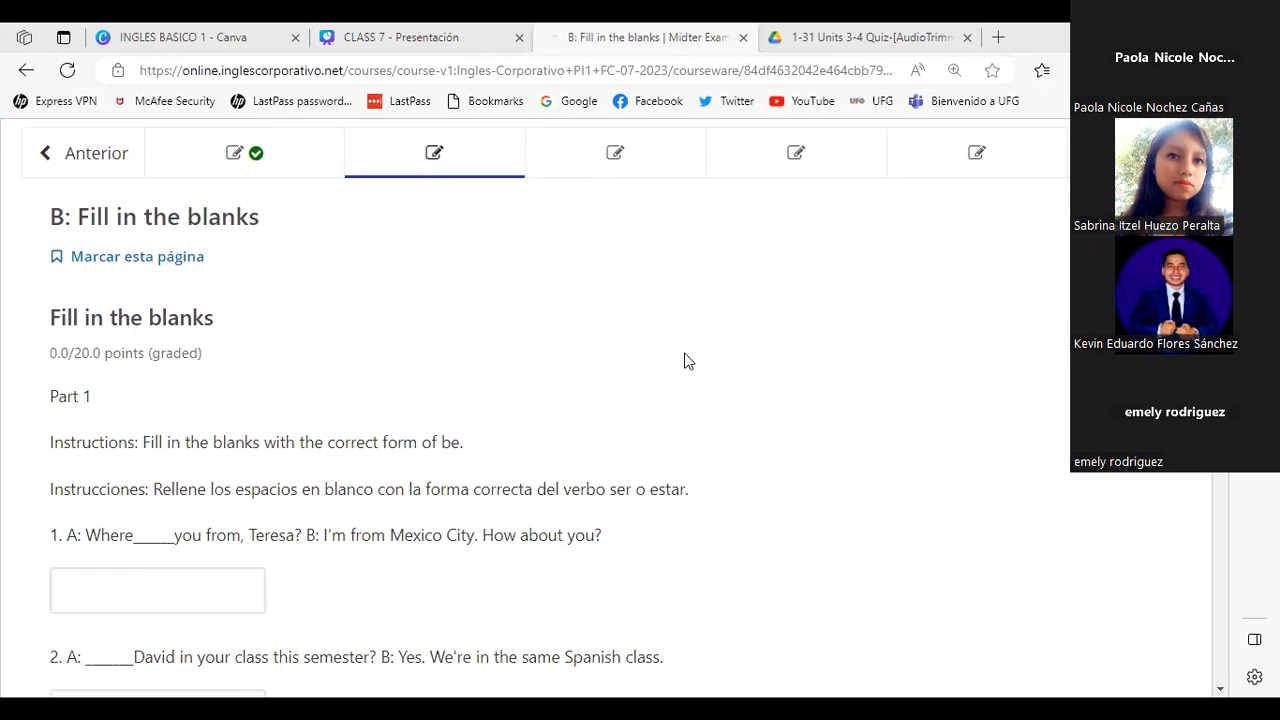 INGLES BASICO 1 - Canva
CLASS 7 - Presentación
B: Fill in the blanks | Midter Exam
1-31 Units 3-4 Quiz-[AudioTrimm
https://online.inglescorporativo.net/courses/course-v1:Ingles-Corporativo+PI1+FC-07-2023/courseware/84df4632042e464cbb79...
Express VPN
McAfee Security
LastPass password...
LastPass
Bookmarks
Google
Facebook
Twitter
YouTube
UFG
Bienvenido a UFG
Anterior
B: Fill in the blanks
Marcar esta página
Fill in the blanks
0.0/20.0 points (graded)
Part 1
Instructions: Fill in the blanks with the correct form of be.
Instrucciones: Rellene los espacios en blanco con la forma correcta del verbo ser o estar.
1. A: Where______you from, Teresa? B: I'm from Mexico City. How about you?
2. A: ______David in your class this semester? B: Yes. We're in the same Spanish class.
Paola Nicole Noc...
Paola Nicole Nochez Cañas
Sabrina Itzel Huezo Peralta
Kevin Eduardo Flores Sánchez
emely rodriguez
emely rodriguez